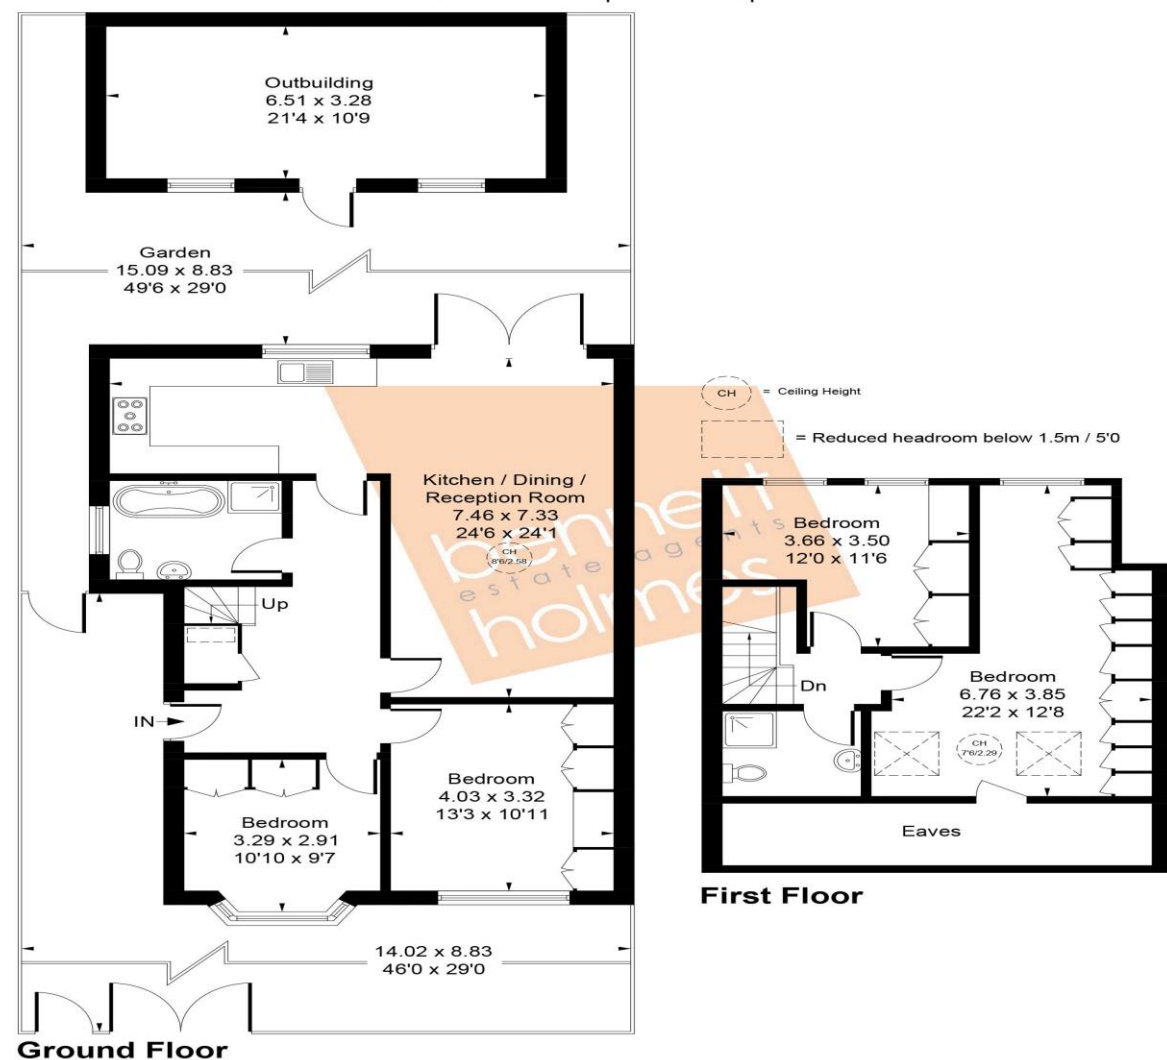 Outbuilding
6.51 x 3.28
21'4 x 10'9
Garden
15.09 x 8.83
49'6 x 29'0
CH
= Ceiling Height
= Reduced headroom below 1.5m / 5'0
Kitchen / Dining /
Reception Room
7.46 x 7.33
24'6 x 24'1
CH
8'6/2.58
bennett
estate agents
holmes
Up
IN
Bedroom
4.03 x 3.32
13'3 x 10'11
Bedroom
3.29 x 2.91
10'10 x 9'7
14.02 x 8.83
46'0 x 29'0
Ground Floor
Bedroom
3.66 x 3.50
12'0 x 11'6
Dn
Bedroom
6.76 x 3.85
22'2 x 12'8
CH
7'6/2.29
Eaves
First Floor